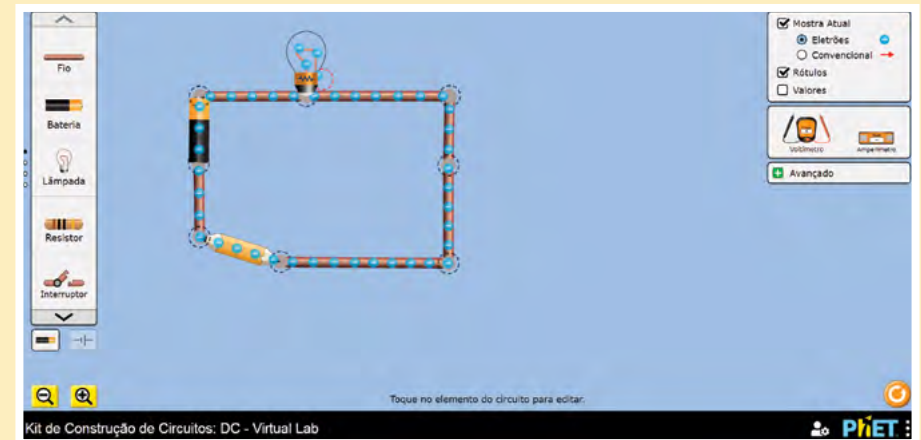 Fio
Bateria
Lâmpada
Resistor
Interruptor
Mostra Atual
Eletrões
Convencional
Rótulos
Valores
Voltímetro
Amperímetro
Avançado
Toque no elemento do circuito para editar.
Kit de Construção de Circuitos: DC - Virtual Lab
PhET